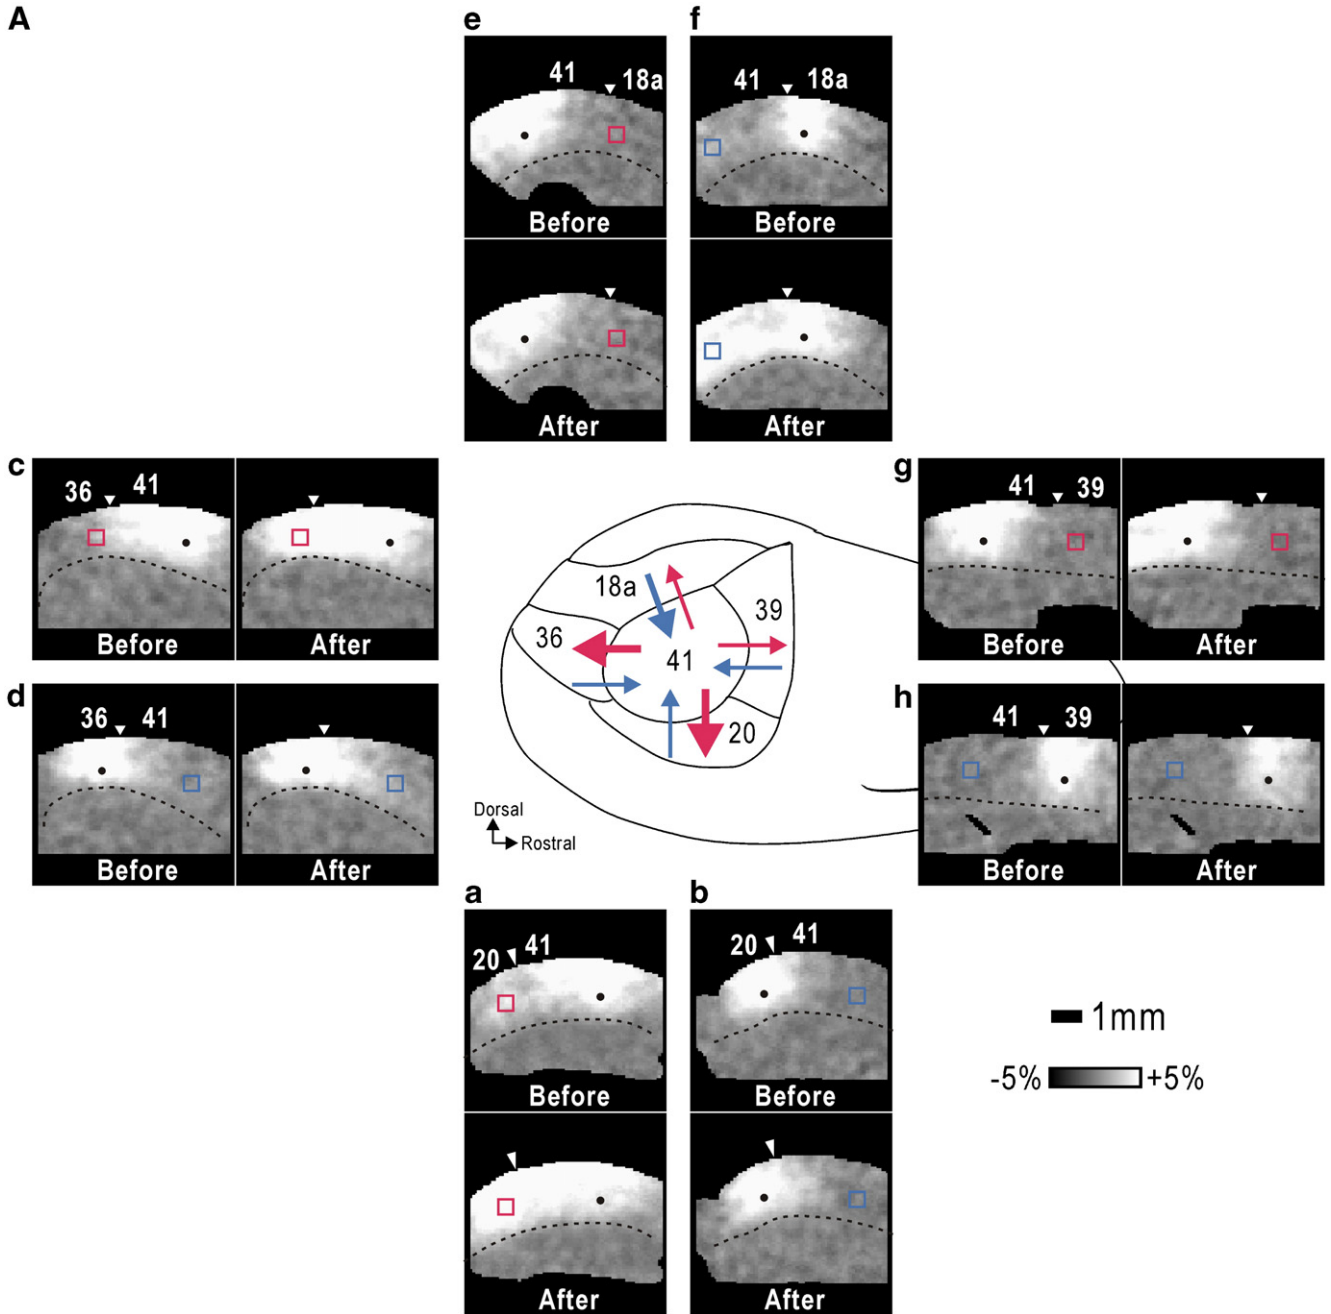 A
e f
41 18a
41 18a
Before Before
After After
c
36 41
Before After
g
41 39
Before After
18a
39
36
41
20
d
36 41
Before After
h
41 39
Before After
Dorsal
Rostral
a b
20 41
20 41
Before Before
After After
1mm
-5% +5%